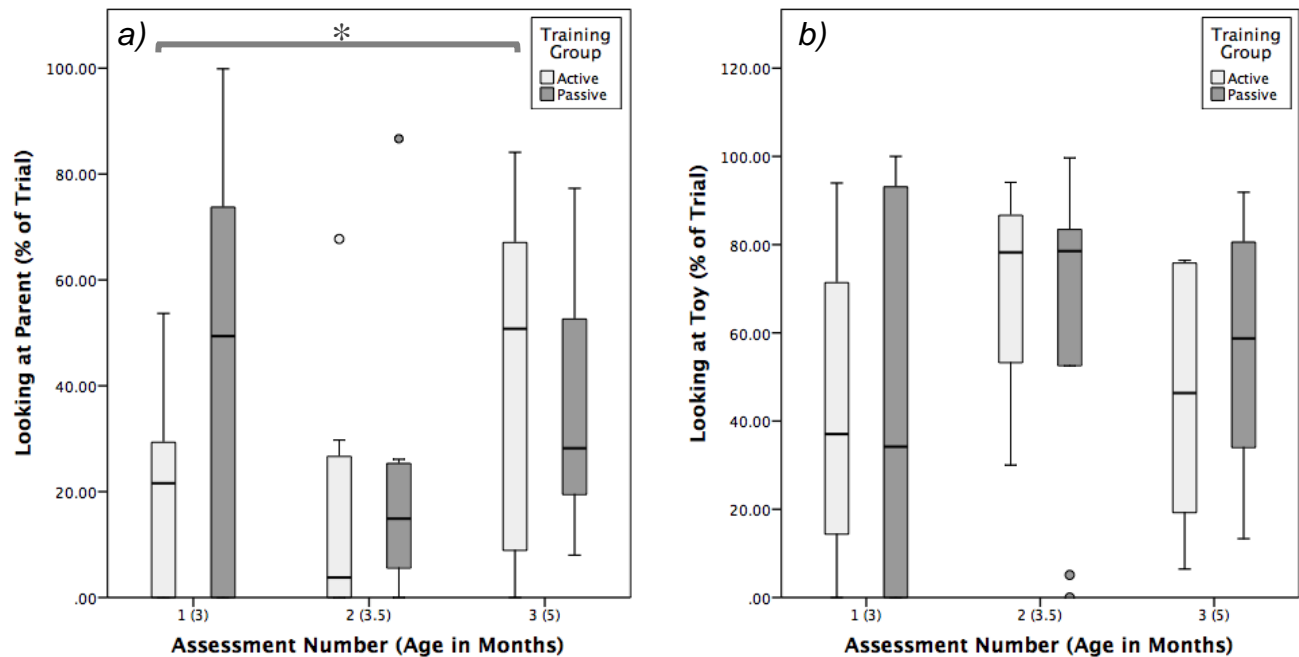 a)
*
Training
Group
Active
Passive
100.00
80.00
60.00
40.00
20.00
.00
Looking at Parent (% of Trial)
1 (3)
2 (3.5)
3 (5)
Assessment Number (Age in Months)
b)
Training
Group
Active
Passive
120.00
100.00
80.00
60.00
40.00
20.00
.00
Looking at Toy (% of Trial)
1 (3)
2 (3.5)
3 (5)
Assessment Number (Age in Months)